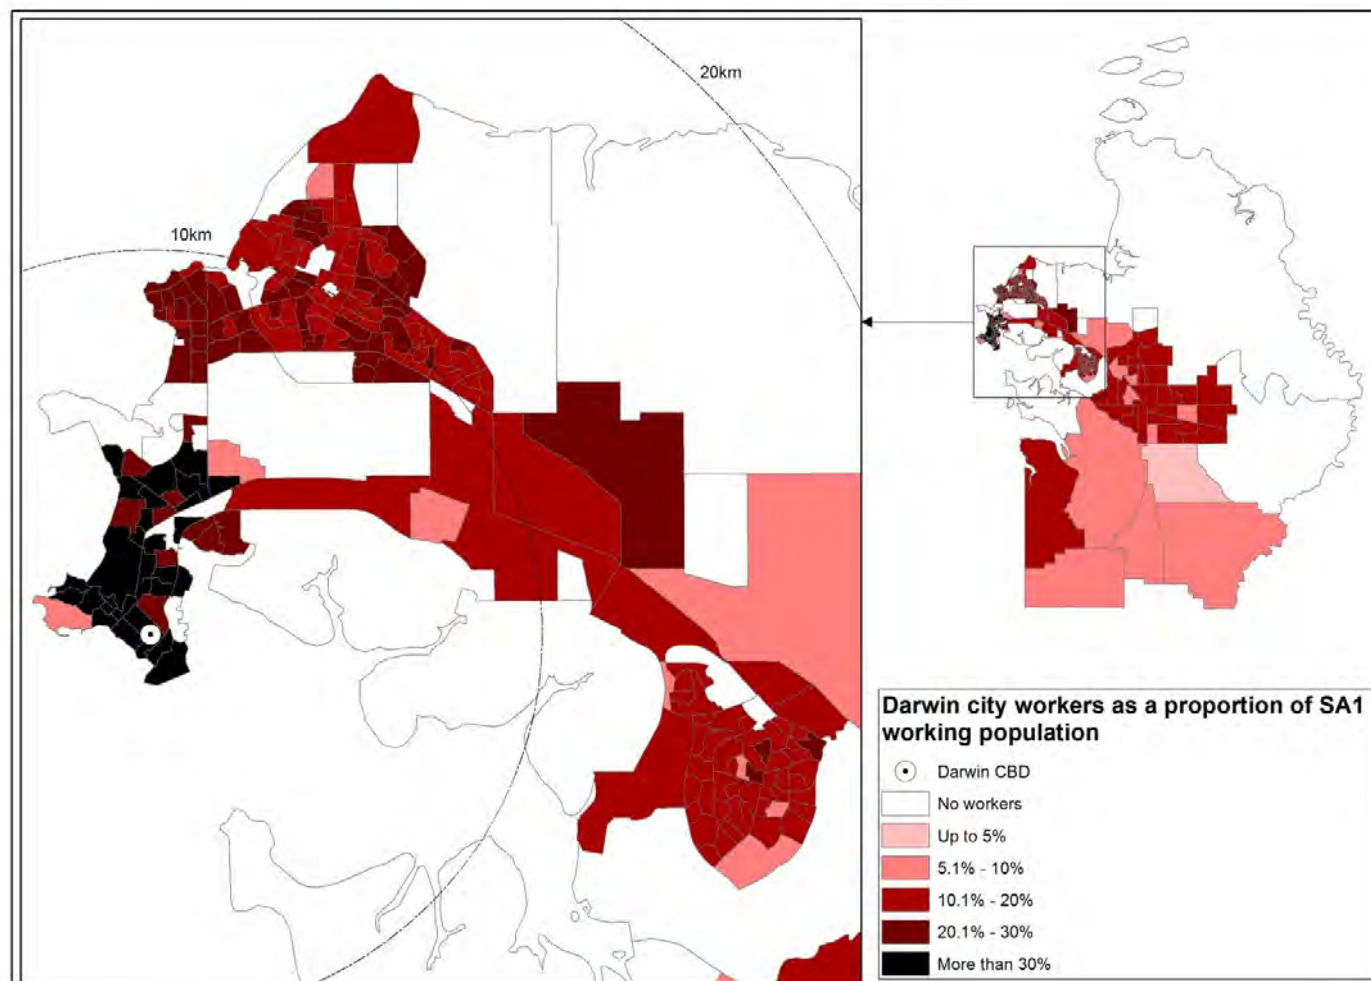 20km
10km
Darwin city workers as a proportion of SA1
working population
Darwin CBD
No workers
Up to 5%
5.1% - 10%
10.1% - 20%
20.1% - 30%
More than 30%